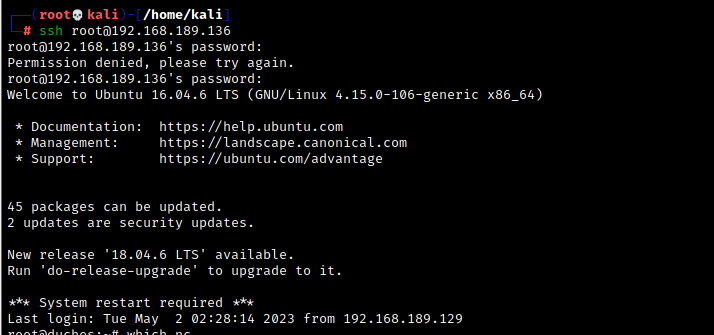 (root💀kali)-[/home/kali]
# ssh root@192.168.189.136
root@192.168.189.136's password:
Permission denied, please try again.
root@192.168.189.136's password:
Welcome to Ubuntu 16.04.6 LTS (GNU/Linux 4.15.0-106-generic x86_64)
* Documentation: https://help.ubuntu.com
* Management: https://landscape.canonical.com
* Support: https://ubuntu.com/advantage
45 packages can be updated.
2 updates are security updates.
New release '18.04.6 LTS' available.
Run 'do-release-upgrade' to upgrade to it.
*** System restart required ***
Last login: Tue May 2 02:28:14 2023 from 192.168.189.129
which nc